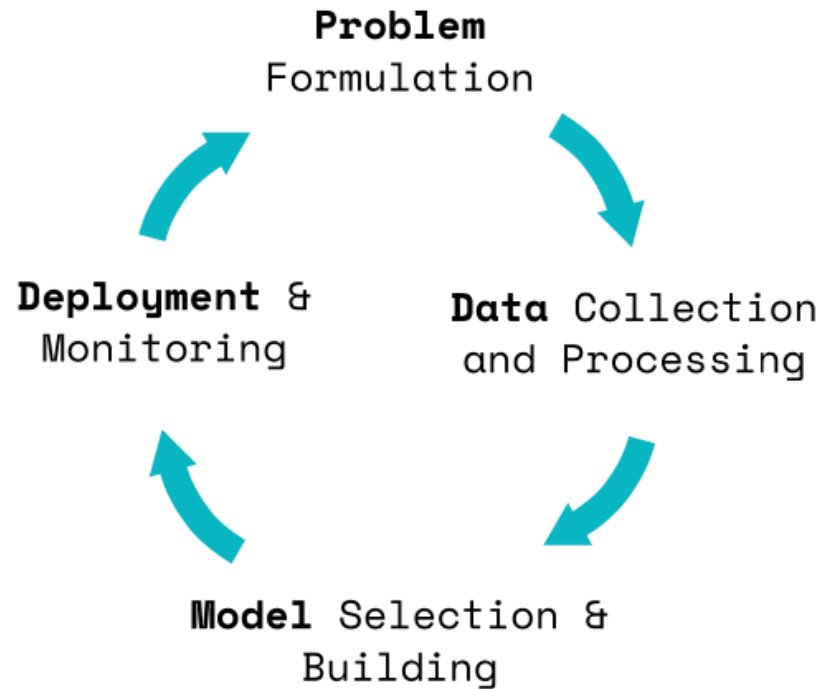 Problem
Formulation
Data Collection
and Processing
Model Selection &
Building
Deployment &
Monitoring